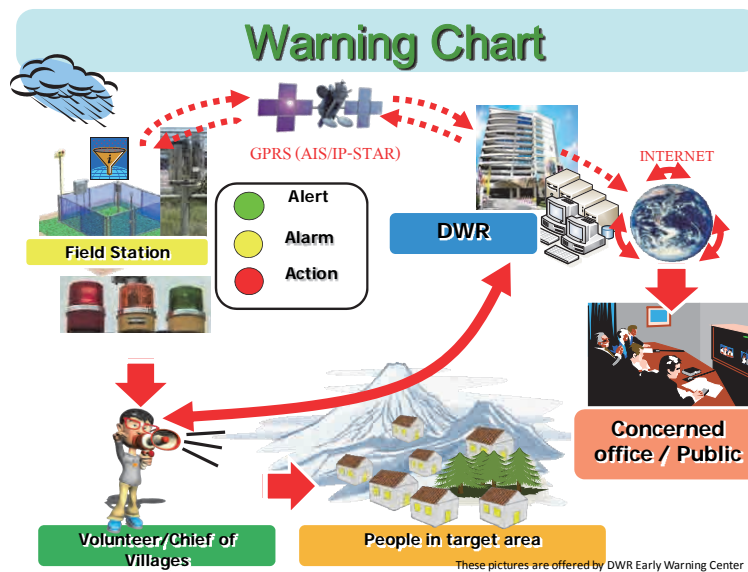 Warning Chart
GPRS (AIS/IP-STAR)
INTERNET
i
Alert
Alarm
Action
Field Station
DWR
Concerned
office / Public
Volunteer/Chief of
Villages
People in target area
These pictures are offered by DWR Early Warning Center